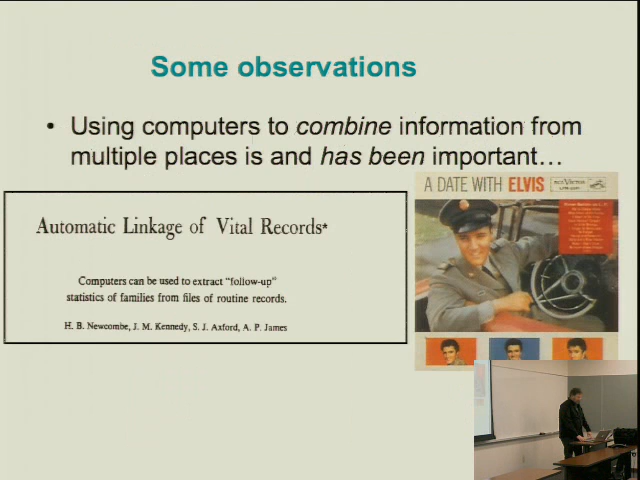 Some observations
• Using computers to combine information from
multiple places is and has been important…
Automatic Linkage of Vital Records*
Computers can be used to extract "follow-up"
statistics of families from files of routine records.
H. B. Newcombe, J. M. Kennedy, S. J. Axford, A. P. James
A DATE WITH ELVIS
RCA VICTOR